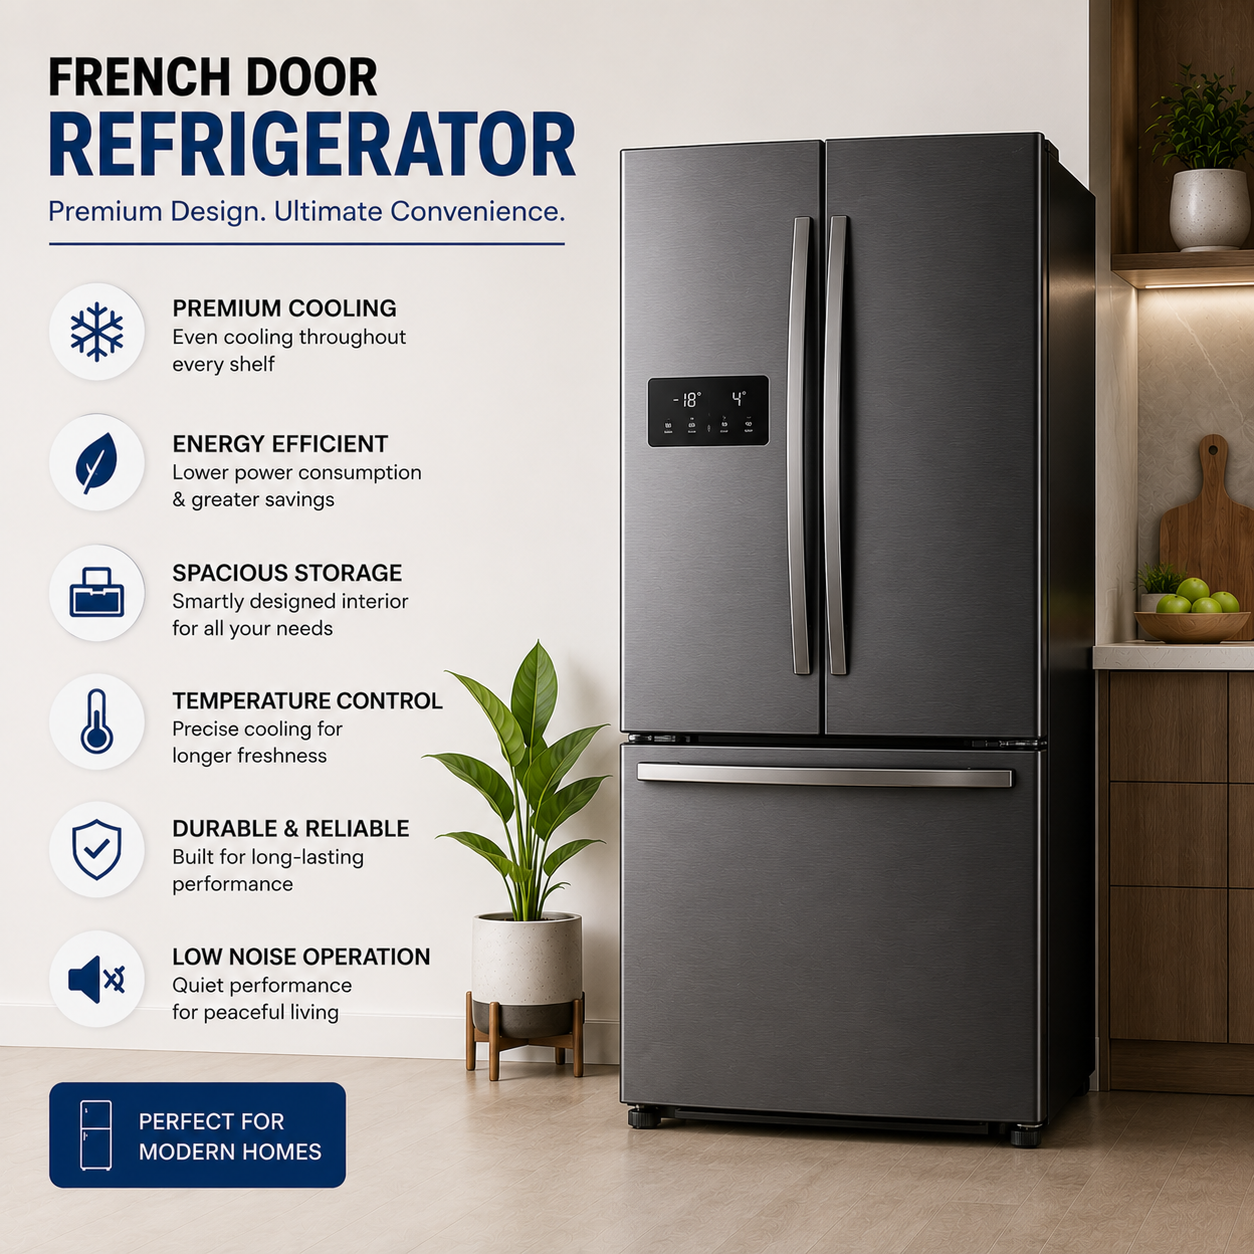 FRENCH DOOR
REFRIGERATOR
Premium Design. Ultimate Convenience.
PREMIUM COOLING
Even cooling throughout
every shelf
ENERGY EFFICIENT
Lower power consumption
& greater savings
SPACIOUS STORAGE
Smartly designed interior
for all your needs
TEMPERATURE CONTROL
Precise cooling for
longer freshness
DURABLE & RELIABLE
Built for long-lasting
performance
LOW NOISE OPERATION
Quiet performance
for peaceful living
PERFECT FOR
MODERN HOMES
-18° 4°